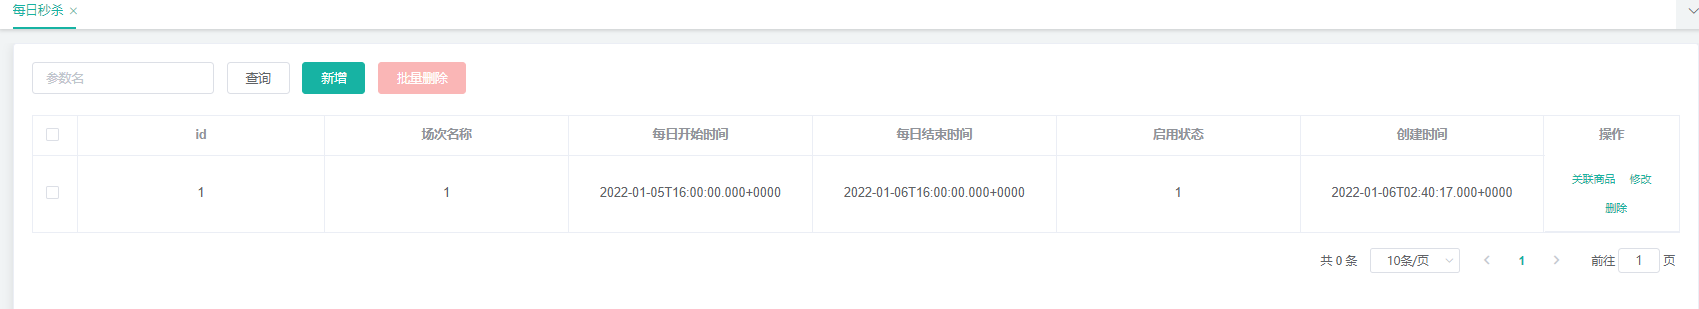 每日秒杀 ×
参数名 查询 新增 批量删除
id 场次名称 每日开始时间 每日结束时间 启用状态 创建时间 操作
1 1 2022-01-05T16:00:00.000+0000 2022-01-06T16:00:00.000+0000 1 2022-01-06T02:40:17.000+0000 关联商品 修改
删除
共 0 条 10条/页 1 前往 1 页